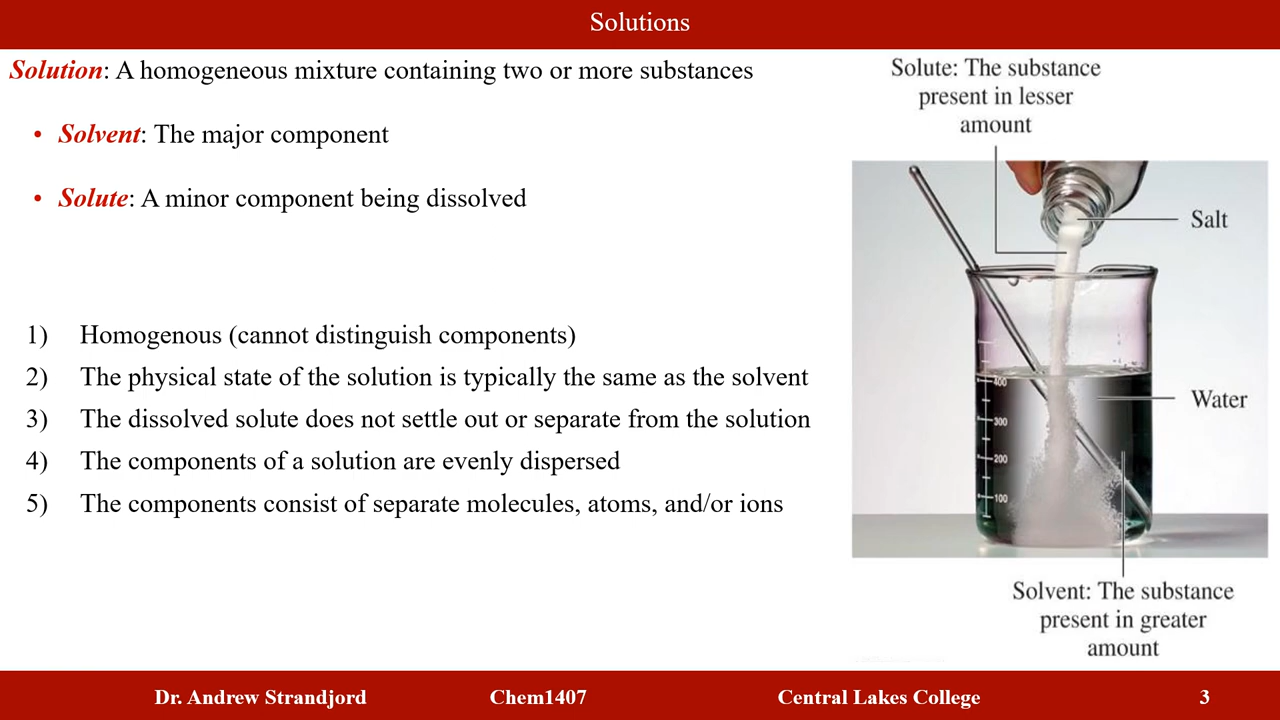 Solutions
Solution: A homogeneous mixture containing two or more substances
• Solvent: The major component
• Solute: A minor component being dissolved
1) Homogenous (cannot distinguish components)
2) The physical state of the solution is typically the same as the solvent
3) The dissolved solute does not settle out or separate from the solution
4) The components of a solution are evenly dispersed
5) The components consist of separate molecules, atoms, and/or ions
Solute: The substance
present in lesser
amount
Salt
Water
400
300
200
100
Solvent: The substance
present in greater
amount
Dr. Andrew Strandjord Chem1407 Central Lakes College 3